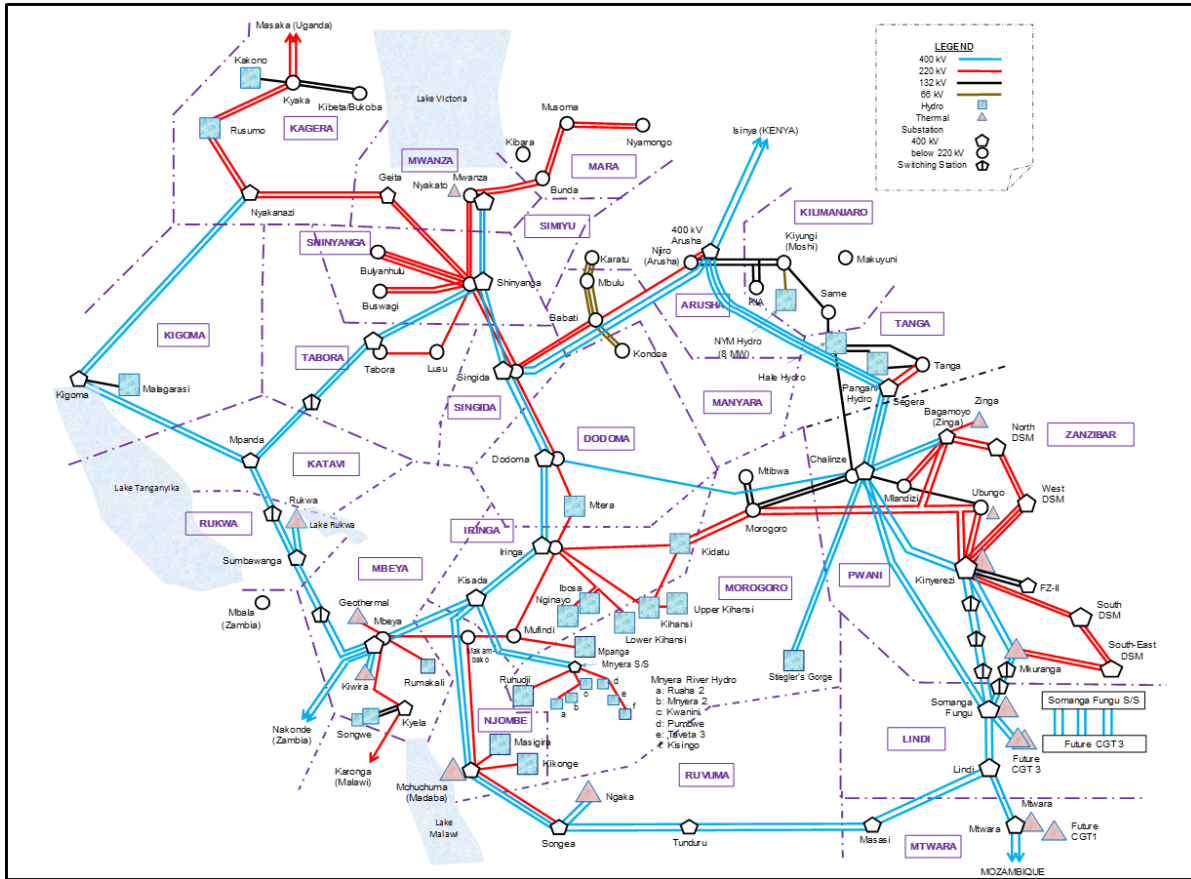 Masaka (Uganda)
Kakono
Kyaka
Kibeta/Bukoba
Rusumo
KAGERA
Lake Victoria
Musoma
Kibara
Nyamongo
MARA
MWANZA
Nyakato
Mwanza
Bunda
Geita
Nyakanazi
SIMIYU
SHINYANGA
Bulyanhulu
Buswagi
Shinyanga
Isinya (KENYA)
LEGEND
400 kV
220 kV
132 kV
66 kV
Hydro
Thermal
Substation
400 kV
below 220 kV
Switching Station
KILIMANJARO
400 kV
Arusha
Njiro
(Arusha)
Kiyungi
(Moshi)
Makuyuni
Karatu
Mbulu
Babati
Kondoa
ARUSHA
KIA
Same
TANGA
NYM Hydro
(8 MW)
Hale Hydro
Pangani
Hydro
Tanga
Segera
KIGOMA
TABORA
Tabora
Lusu
Singida
SINGIDA
MANYARA
Kigoma
Malagarasi
Mpanda
KATAVI
DODOMA
Dodoma
Bagamoyo
(Zinga)
Zinga
North
DSM
ZANZIBAR
Chalinze
Mlandizi
Ubungo
West
DSM
Mtibwa
Morogoro
Lake Tanganyika
RUKWA
Rukwa
Lake Rukwa
Sumbawanga
IRINGA
Mtera
Iringa
Kidatu
MOROGORO
PWANI
Kinyerezi
FZ-II
MBEYA
Kisada
Ibosa
Nginayo
Kihansi
Upper Kihansi
Lower Kihansi
South
DSM
South-East
DSM
Mbala
(Zambia)
Geothermal
Mbeya
Mufindi
Makam-
bako
Mpanga
Mnyera S/S
Stiegler's Gorge
Mkuranga
Kiwira
Rumakali
Ruhudji
a
b
c
d
e
f
Mnyera River Hydro
a: Ruaha 2
b: Mnyera 2
c: Kwanini
d: Pumbwe
e: Taveta 3
f: Kisingo
Somanga
Fungu
Somanga Fungu S/S
Future CGT 3
Nakonde
(Zambia)
Songwe
Kyela
NJOMBE
Masigira
Kikonge
LINDI
Future
CGT 3
Karonga
(Malawi)
Mchuchuma
(Madaba)
RUVUMA
Ngaka
Lindi
Lake
Malawi
Songea
Tunduru
Masasi
MTWARA
Mtwara
Mtwara
Future
CGT1
MOZAMBIQUE